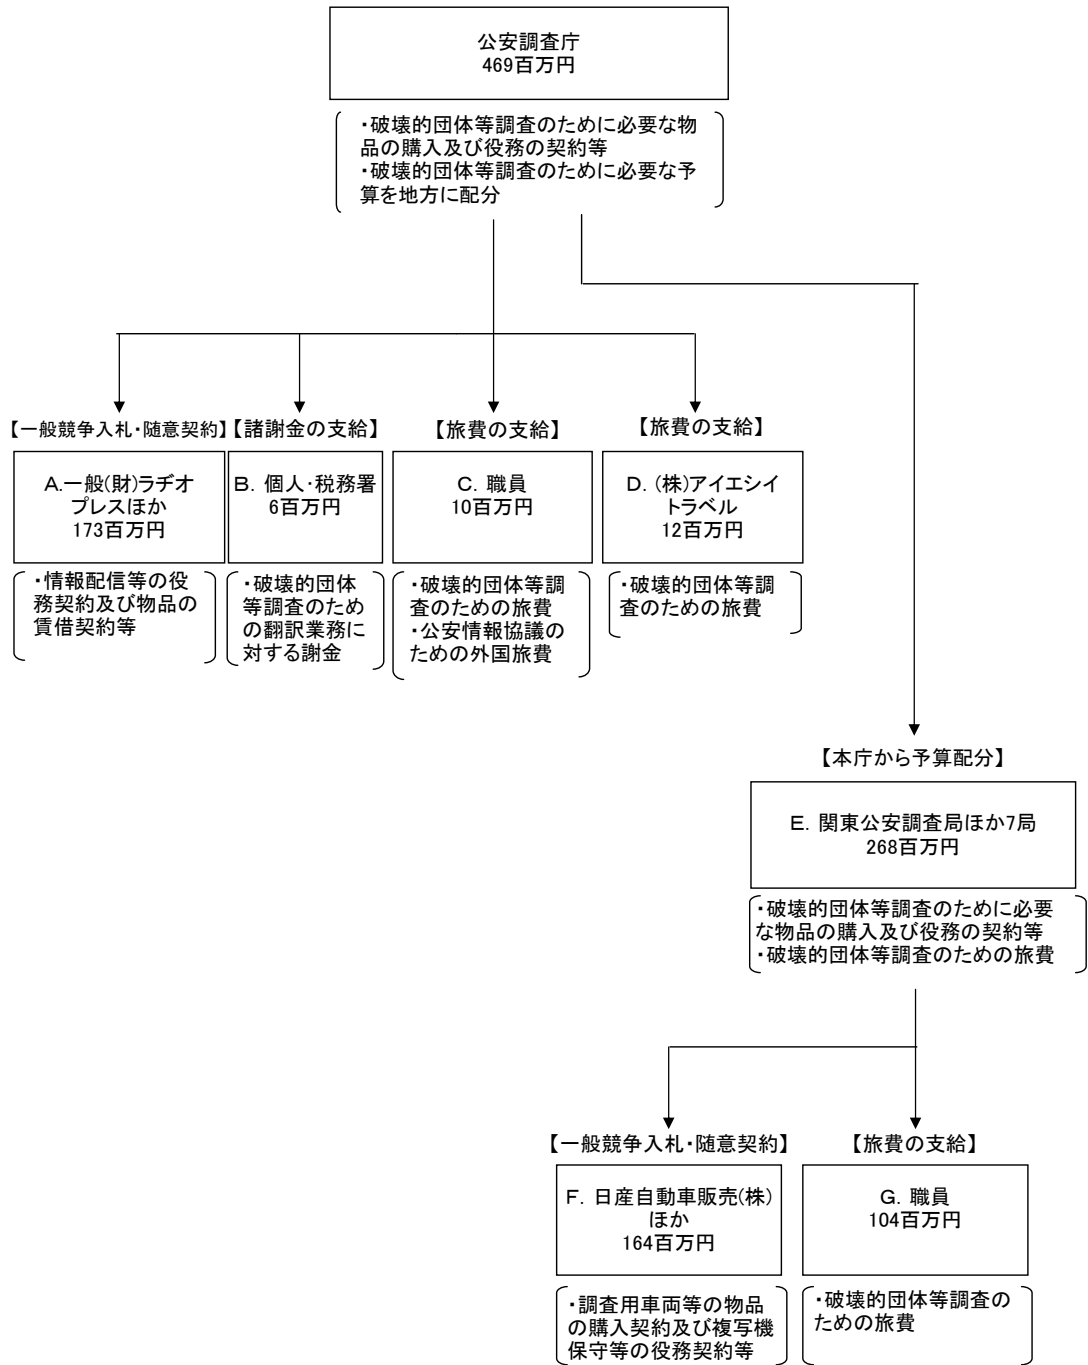 公安調査庁
469百万円
・破壊的団体等調査のために必要な物
品の購入及び役務の契約等
・破壊的団体等調査のために必要な予
算を地方に配分
【一般競争入札・随意契約】
A.一般(財)ラヂオ
プレスほか
173百万円
・情報配信等の役
務契約及び物品の
賃借契約等
【諸謝金の支給】
B. 個人・税務署
6百万円
・破壊的団体
等調査のため
の翻訳業務に
対する謝金
【旅費の支給】
C. 職員
10百万円
・破壊的団体等調
査のための旅費
・公安情報協議の
ための外国旅費
【旅費の支給】
D. (株)アイエシイ
トラベル
12百万円
・破壊的団体等調
査のための旅費
【本庁から予算配分】
E. 関東公安調査局ほか7局
268百万円
・破壊的団体等調査のために必要
な物品の購入及び役務の契約等
・破壊的団体等調査のための旅費
【一般競争入札・随意契約】
F. 日産自動車販売(株)
ほか
164百万円
・調査用車両等の物品
の購入契約及び複写機
保守等の役務契約等
【旅費の支給】
G. 職員
104百万円
・破壊的団体等調査の
ための旅費